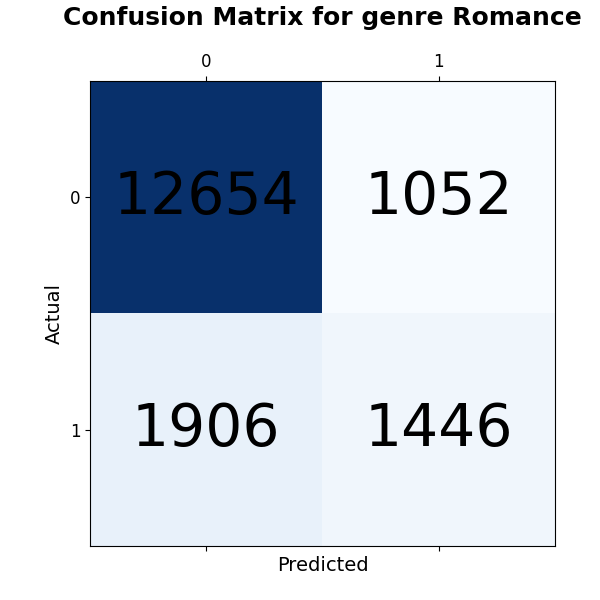 Confusion Matrix for genre Romance
0 1
0 12654 1052
Actual
1 1906 1446
Predicted